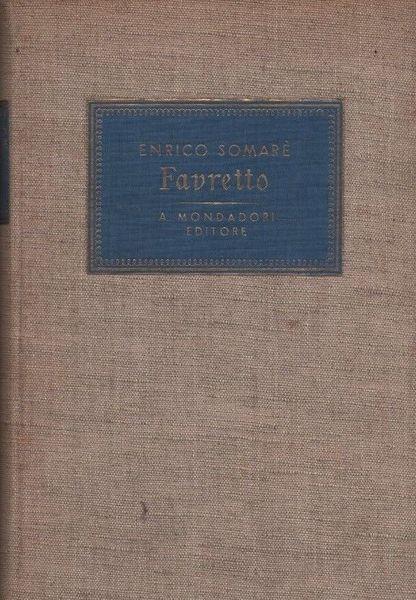 ENRICO SOMARÈ
Favretto
A MONDADORI
EDITORE